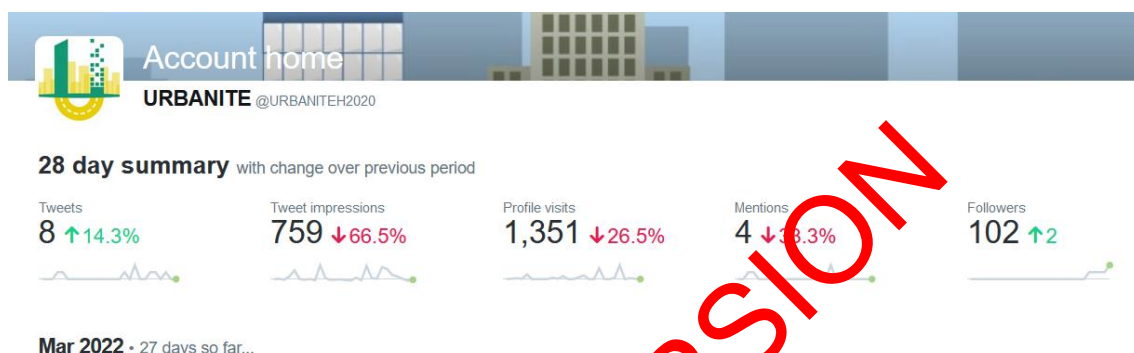 Account home
URBANITE @URBANITEH2020
28 day summary with change over previous period
Tweets Tweet impressions Profile visits Mentions Followers
8 ↑14.3% 759 ↓66.5% 1,351 ↓26.5% 4 ↓33.3% 102 ↑2
Mar 2022 • 27 days so far...